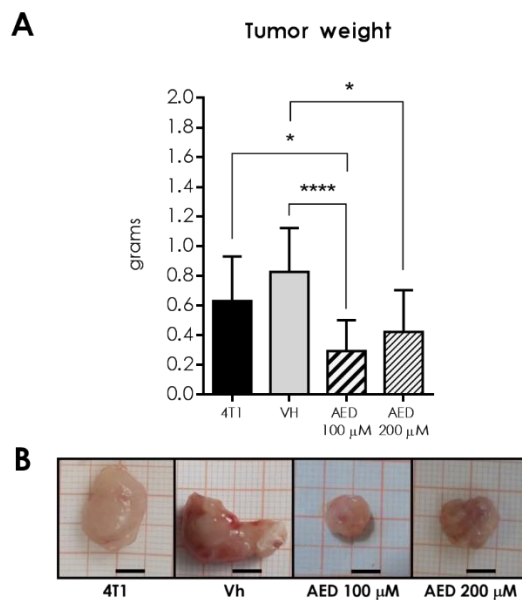 A
Tumor weight
*
*
****
2.0
1.8
1.6
1.4
1.2
1.0
0.8
0.6
0.4
0.2
0.0
grams
4T1
VH
AED
100 µM
AED
200 µM
B
4T1
Vh
AED 100 µM
AED 200 µM